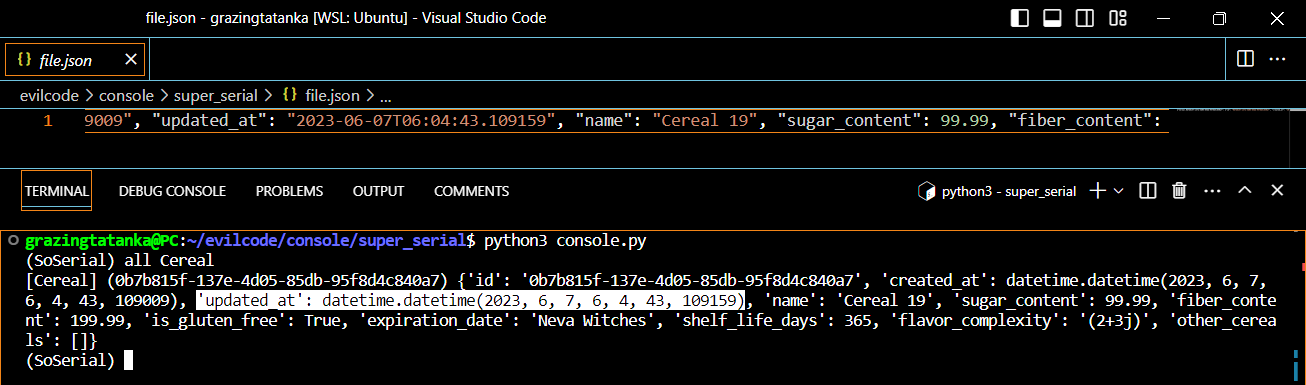 file.json - grazingtatanka [WSL: Ubuntu] - Visual Studio Code
{} file.json
evilcode > console > super_serial > {} file.json > ...
1 9009", "updated_at": "2023-06-07T06:04:43.109159", "name": "Cereal 19", "sugar_content": 99.99, "fiber_content":
TERMINAL DEBUG CONSOLE PROBLEMS OUTPUT COMMENTS python3 - super_serial
grazingtatanka@PC:~/evilcode/console/super_serial$ python3 console.py
(SoSerial) all Cereal
[Cereal] (0b7b815f-137e-4d05-85db-95f8d4c840a7) {'id': '0b7b815f-137e-4d05-85db-95f8d4c840a7', 'created_at': datetime.datetime(2023, 6, 7,
6, 4, 43, 109009), 'updated_at': datetime.datetime(2023, 6, 7, 6, 4, 43, 109159), 'name': 'Cereal 19', 'sugar_content': 99.99, 'fiber_conte
nt': 199.99, 'is_gluten_free': True, 'expiration_date': 'Neva Witches', 'shelf_life_days': 365, 'flavor_complexity': '(2+3j)', 'other_cerea
ls': []}
(SoSerial)